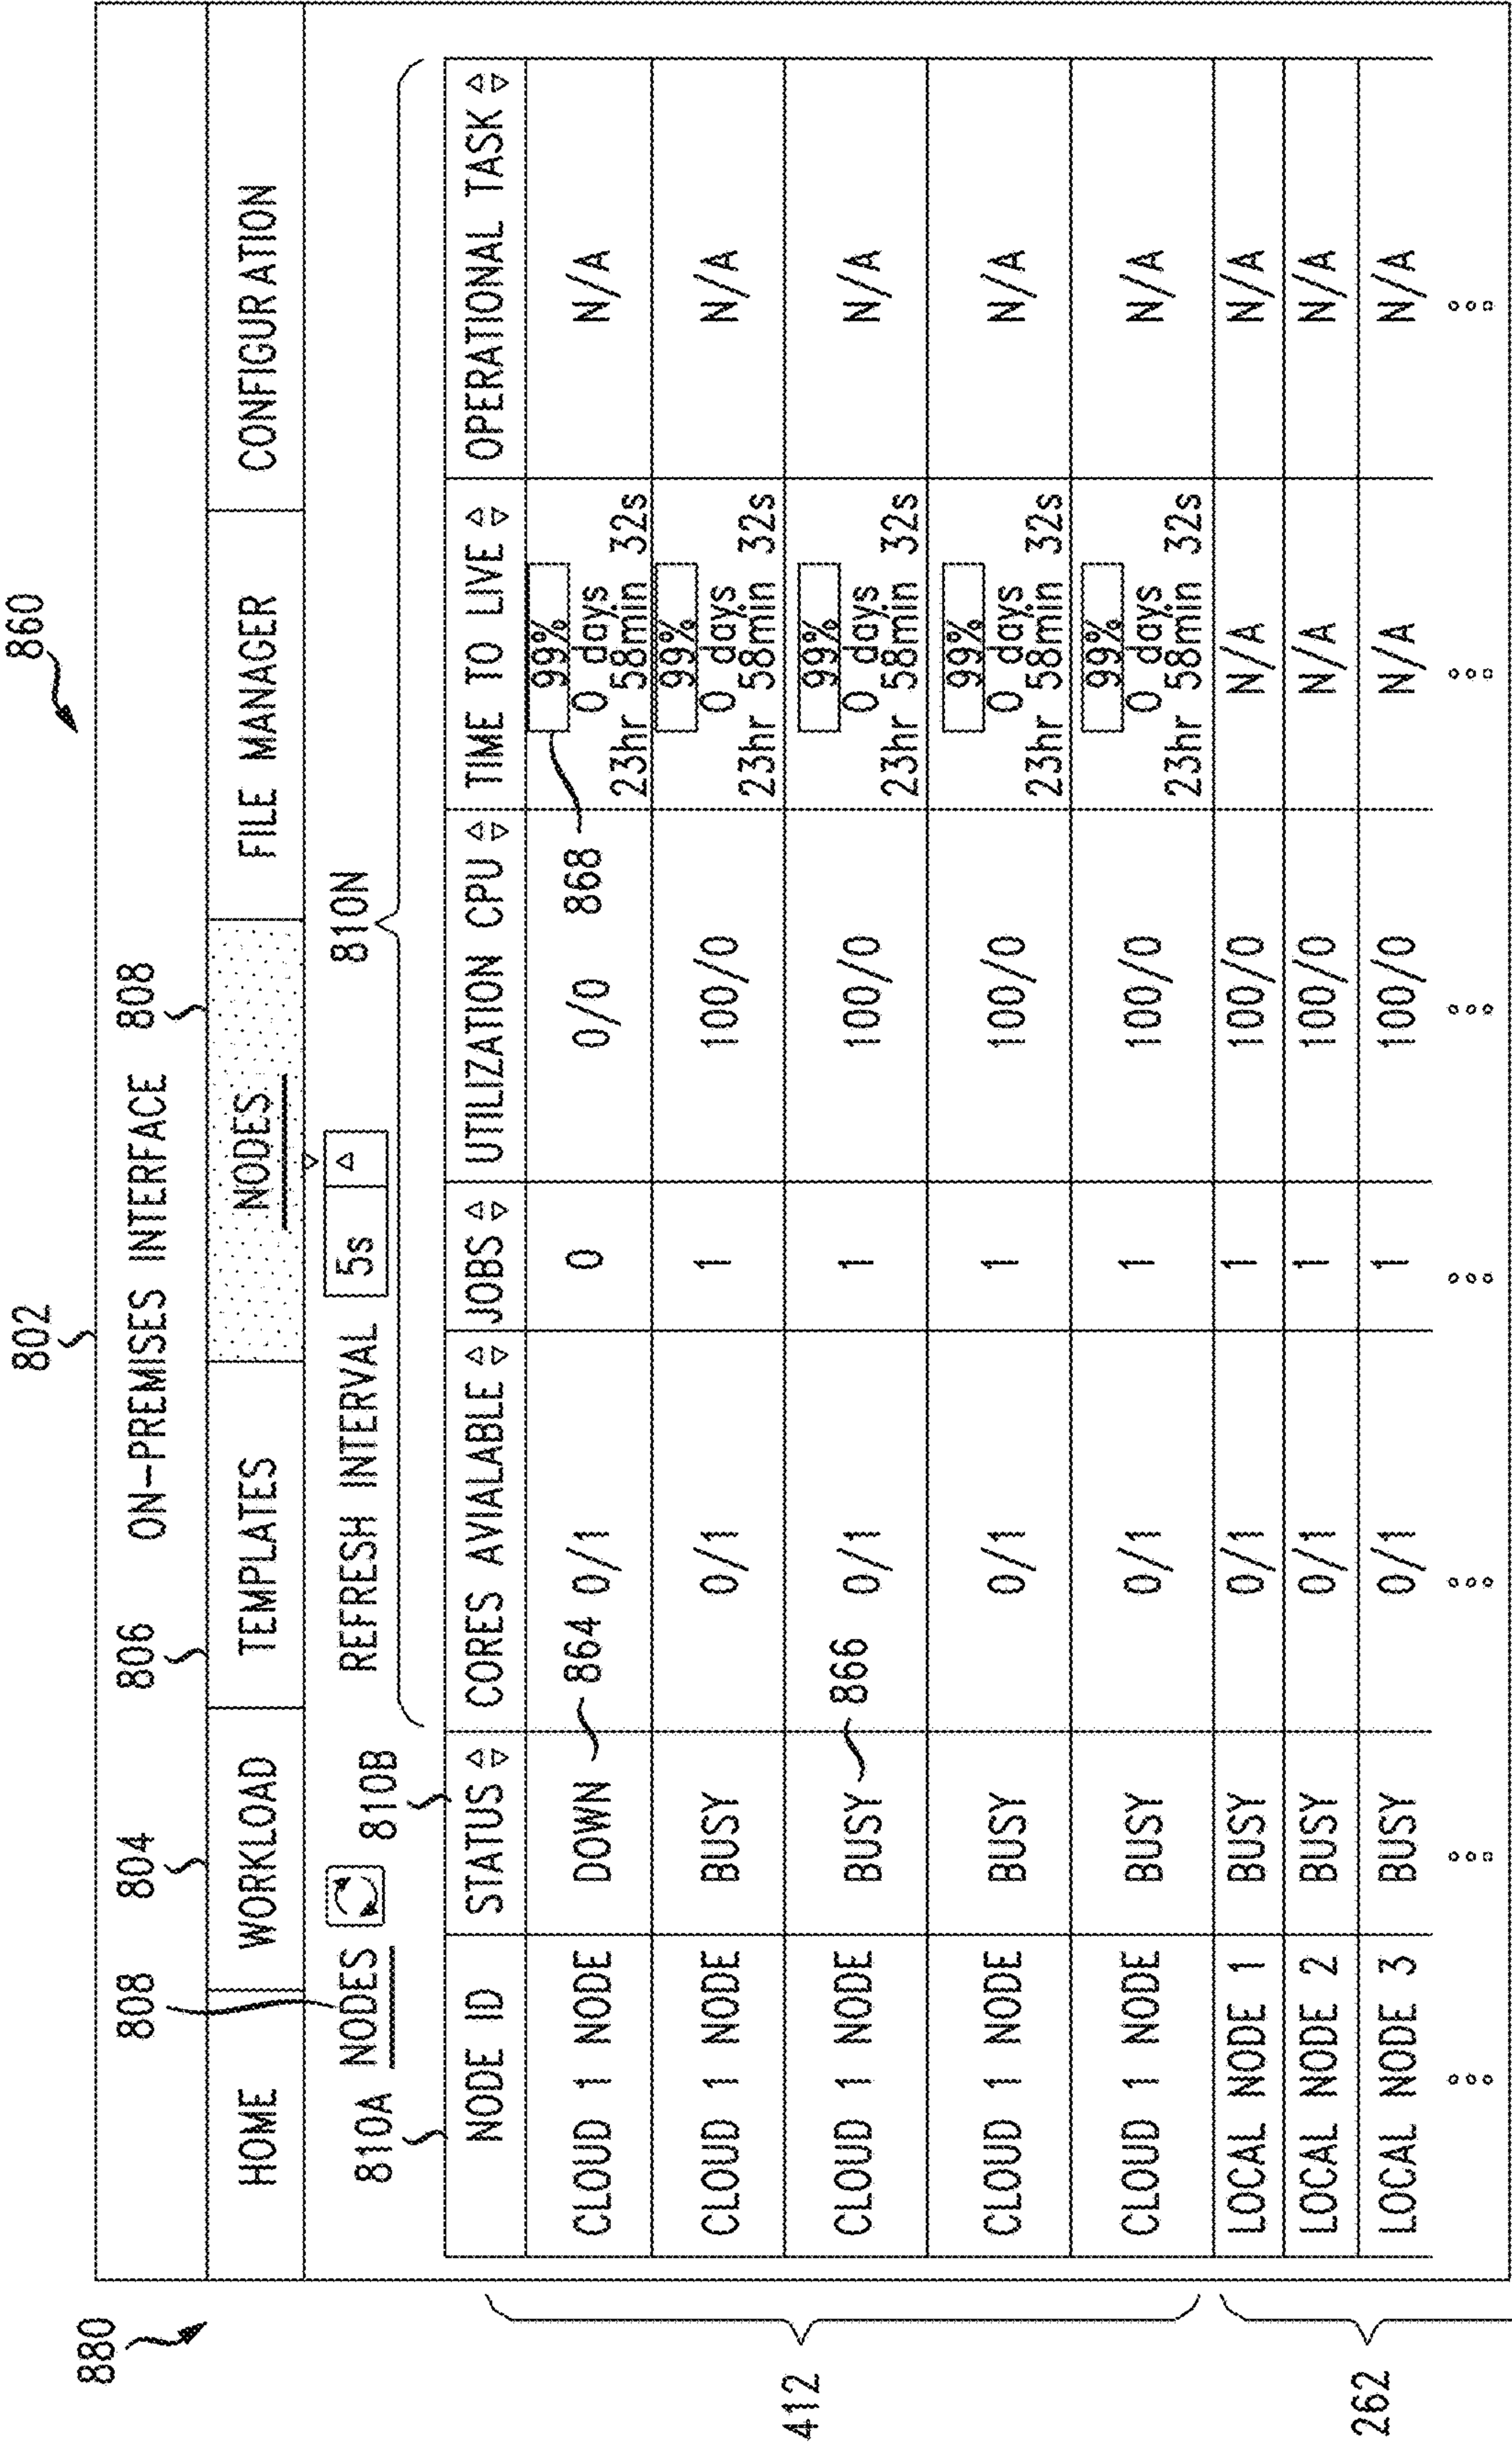 860
802
880
ON-PREMISES INTERFACE
808 804 806 808
HOME WORKLOAD TEMPLATES NODES FILE MANAGER CONFIGURATION
810A NODES 810B REFRESH INTERVAL 5s 810N
NODE ID STATUS CORES AVIALABLE JOBS UTILIZATION CPU TIME TO LIVE OPERATIONAL TASK
99%
0 days
CLOUD 1 NODE DOWN 864 0/1 0 0/0 868 23hr 58min 32s N/A
99%
0 days
CLOUD 1 NODE BUSY 0/1 1 100/0 23hr 58min 32s N/A
99%
0 days
CLOUD 1 NODE BUSY 866 0/1 1 100/0 23hr 58min 32s N/A
99%
0 days
CLOUD 1 NODE BUSY 0/1 1 100/0 23hr 58min 32s N/A
99%
0 days
CLOUD 1 NODE BUSY 0/1 1 100/0 23hr 58min 32s N/A
412
LOCAL NODE 1 BUSY 0/1 1 100/0 N/A N/A
LOCAL NODE 2 BUSY 0/1 1 100/0 N/A N/A
LOCAL NODE 3 BUSY 0/1 1 100/0 N/A N/A
262